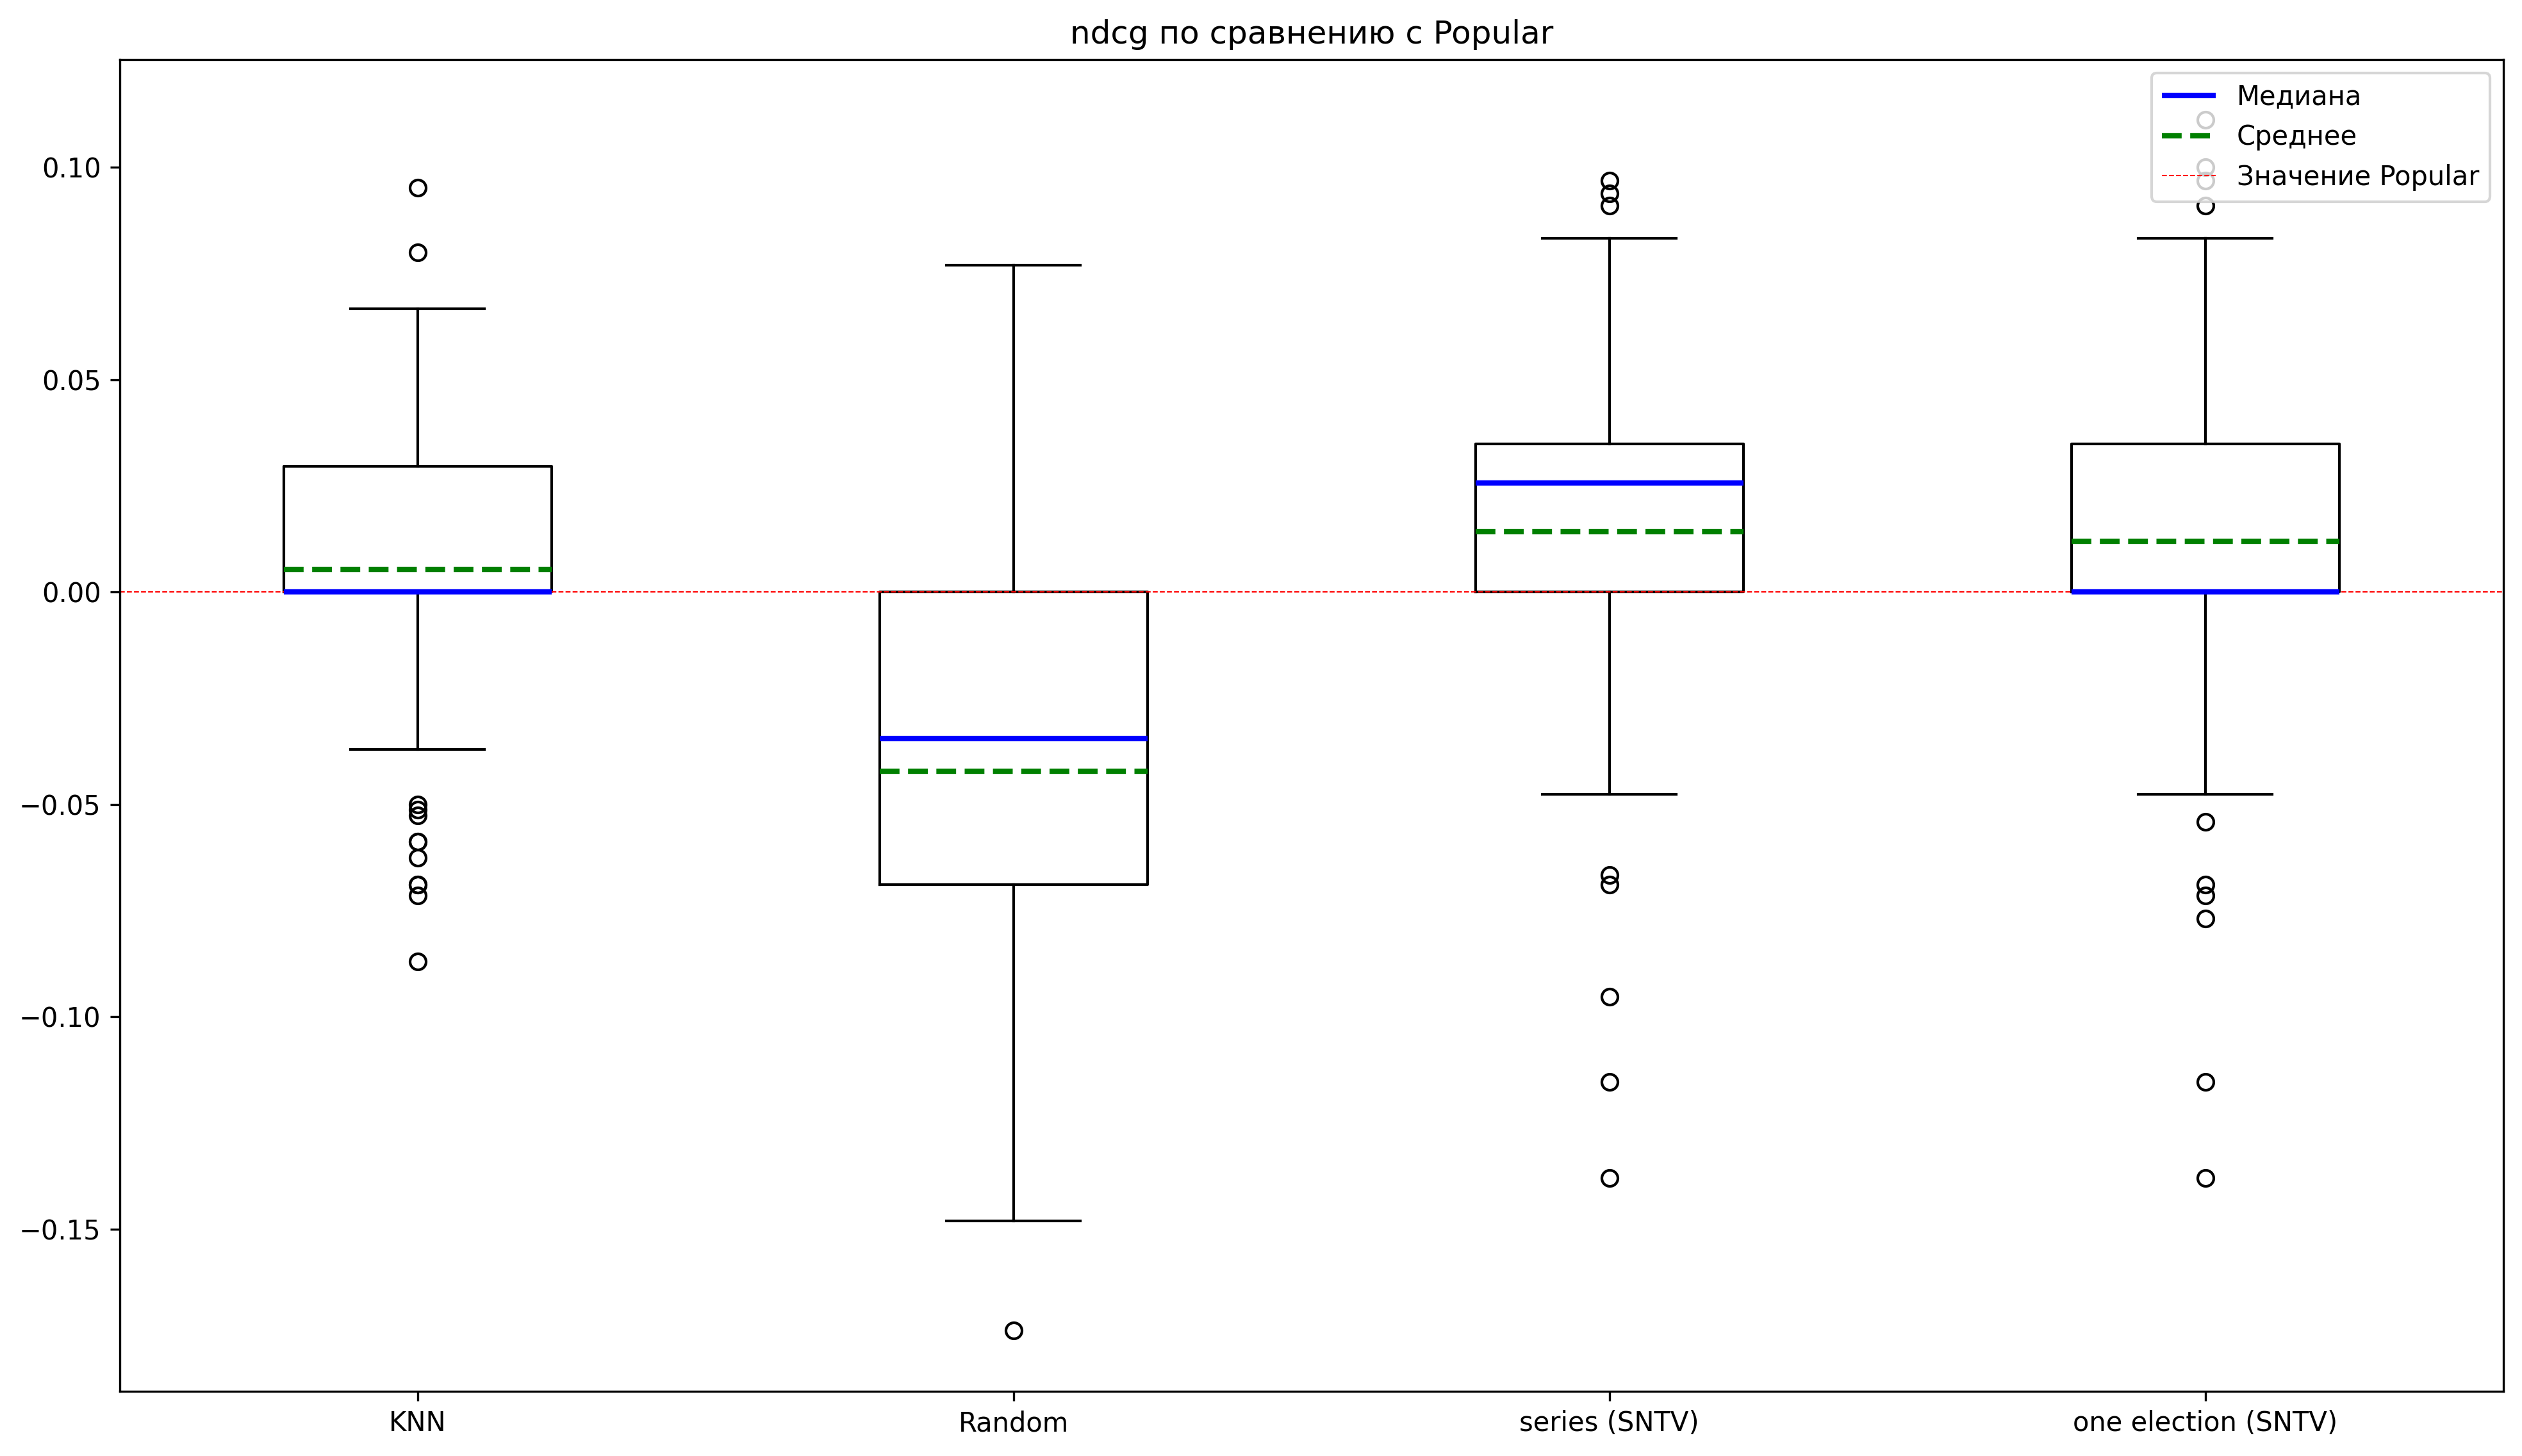 ndcg по сравнению с Popular
Медиана
Среднее
Значение Popular
0.10
0.05
0.00
−0.05
−0.10
−0.15
KNN
Random
series (SNTV)
one election (SNTV)